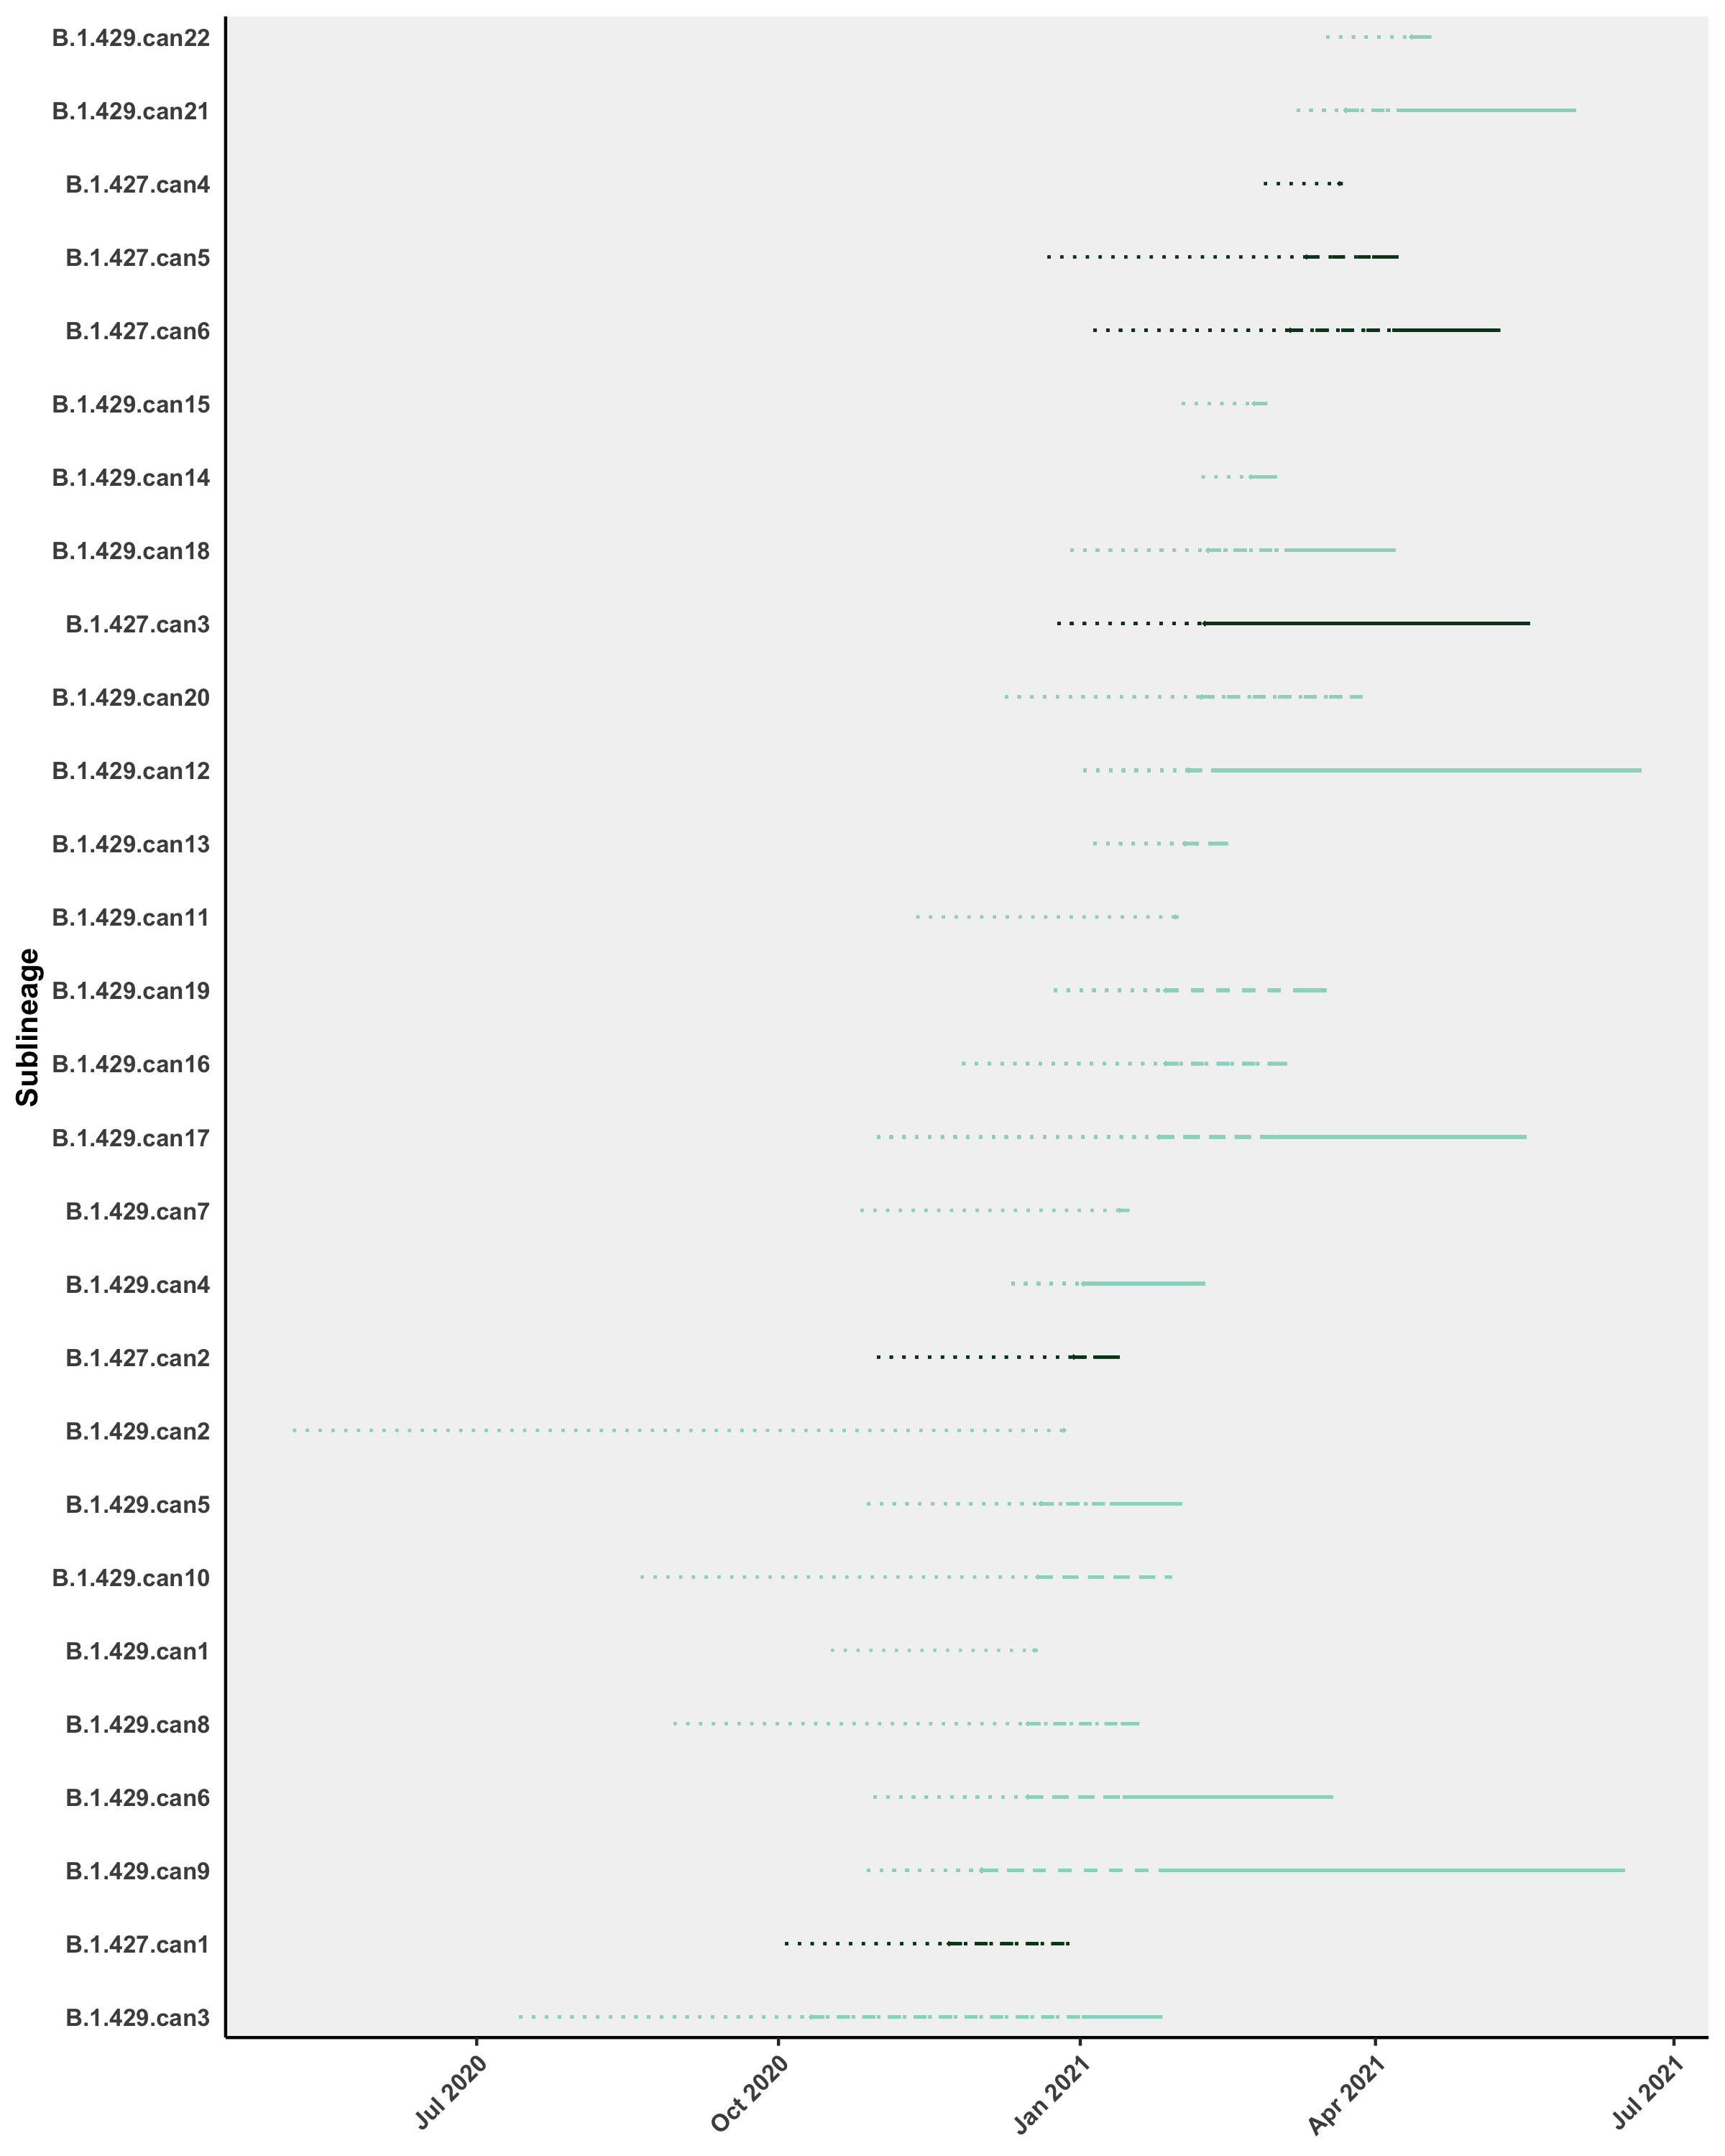 B.1.429.can22
B.1.429.can21
B.1.427.can4
B.1.427.can5
B.1.427.can6
B.1.429.can15
B.1.429.can14
B.1.429.can18
B.1.427.can3
B.1.429.can20
B.1.429.can12
B.1.429.can13
B.1.429.can11
B.1.429.can19
B.1.429.can16
B.1.429.can17
B.1.429.can7
B.1.429.can4
B.1.427.can2
B.1.429.can2
B.1.429.can5
B.1.429.can10
B.1.429.can1
B.1.429.can8
B.1.429.can6
B.1.429.can9
B.1.427.can1
B.1.429.can3
Sublineage
Jul 2020
Oct 2020
Jan 2021
Apr 2021
Jul 2021